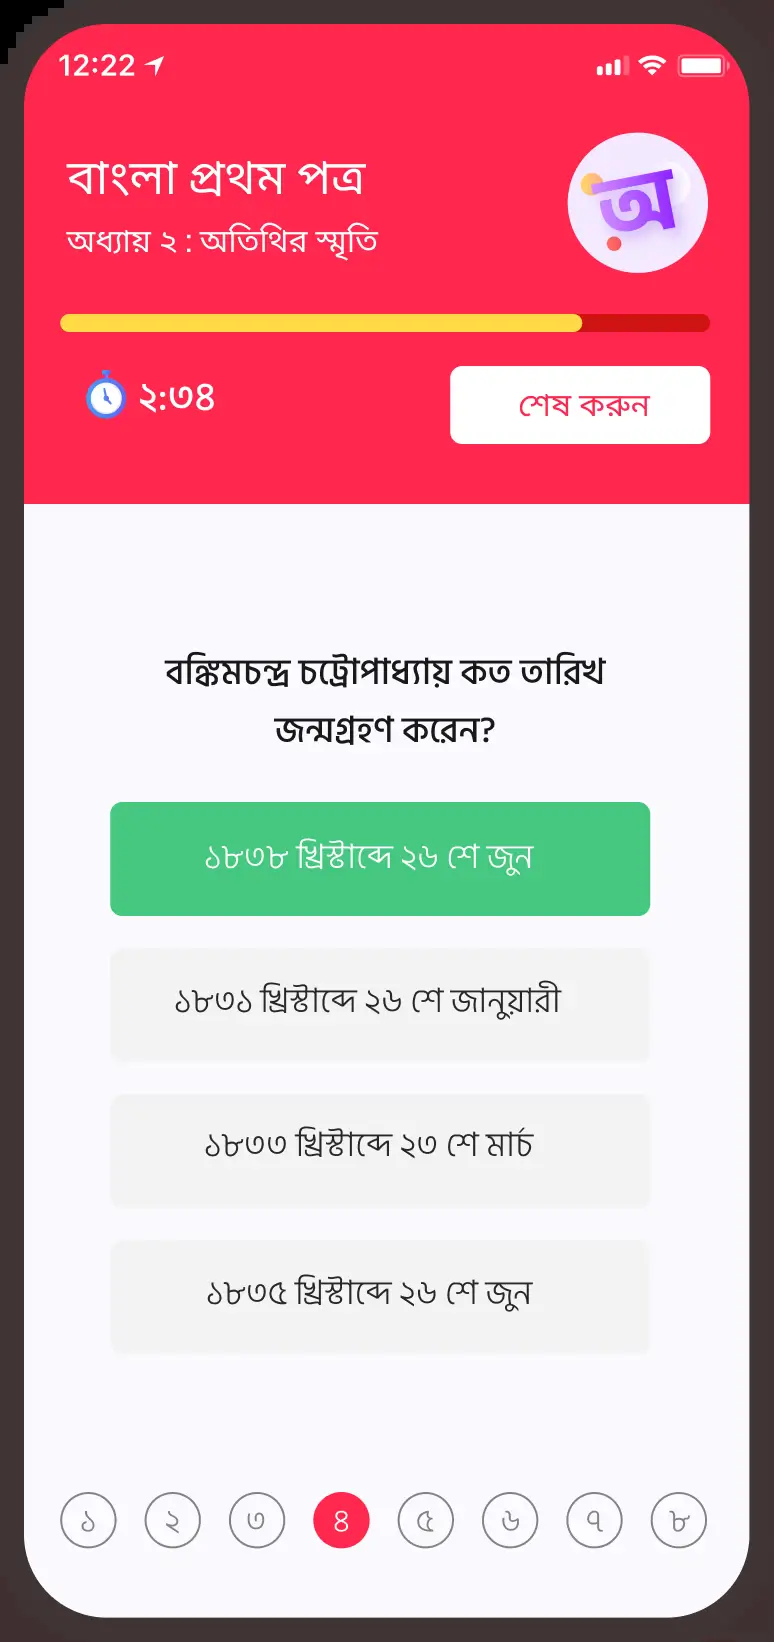 12:22
বাংলা প্রথম পত্র
অ
অধ্যায় ২ : অতিথির স্মৃতি
২:৩৪
শেষ করুন
বঙ্কিমচন্দ্র চট্টোপাধ্যায় কত তারিখ
জন্মগ্রহণ করেন?
১৮৩৮ খ্রিস্টাব্দে ২৬ শে জুন
১৮৩১ খ্রিস্টাব্দে ২৬ শে জানুয়ারী
১৮৩৩ খ্রিস্টাব্দে ২৩ শে মার্চ
১৮৩৫ খ্রিস্টাব্দে ২৬ শে জুন
১ ২ ৩ ৪ ৫ ৬ ৭ ৮